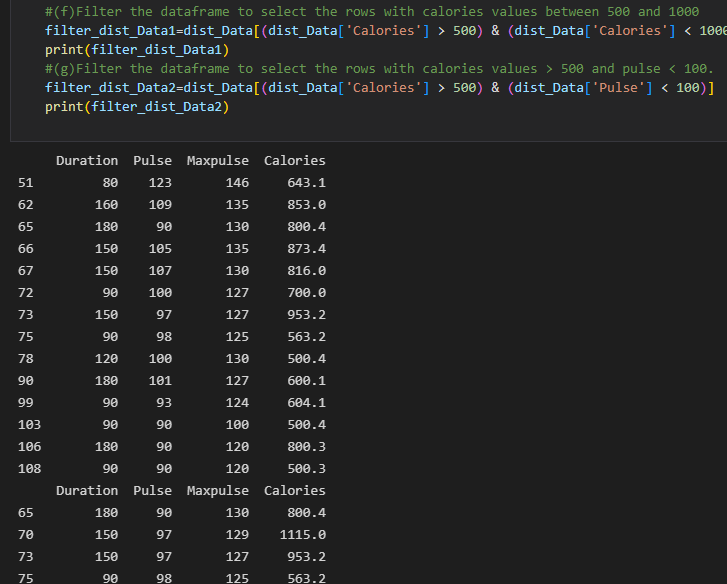 #(f)Filter the dataframe to select the rows with calories values between 500 and 1000
filter_dist_Data1=dist_Data[(dist_Data['Calories'] > 500) & (dist_Data['Calories'] < 1000
print(filter_dist_Data1)
#(g)Filter the dataframe to select the rows with calories values > 500 and pulse < 100.
filter_dist_Data2=dist_Data[(dist_Data['Calories'] > 500) & (dist_Data['Pulse'] < 100)]
print(filter_dist_Data2)
Duration Pulse Maxpulse Calories
51 80 123 146 643.1
62 160 109 135 853.0
65 180 90 130 800.4
66 150 105 135 873.4
67 150 107 130 816.0
72 90 100 127 700.0
73 150 97 127 953.2
75 90 98 125 563.2
78 120 100 130 500.4
90 180 101 127 600.1
99 90 93 124 604.1
103 90 90 100 500.4
106 180 90 120 800.3
108 90 90 120 500.3
Duration Pulse Maxpulse Calories
65 180 90 130 800.4
70 150 97 129 1115.0
73 150 97 127 953.2
75 90 98 125 563.2